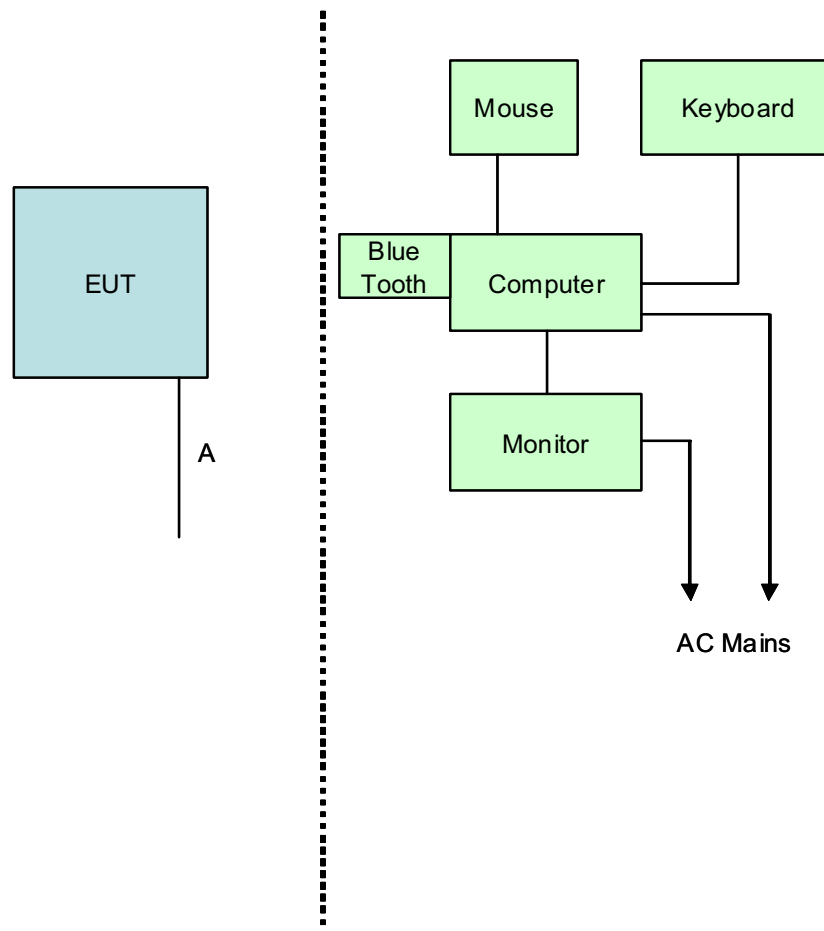 Mouse
Keyboard
EUT
Blue
Tooth
Computer
A
Monitor
AC Mains